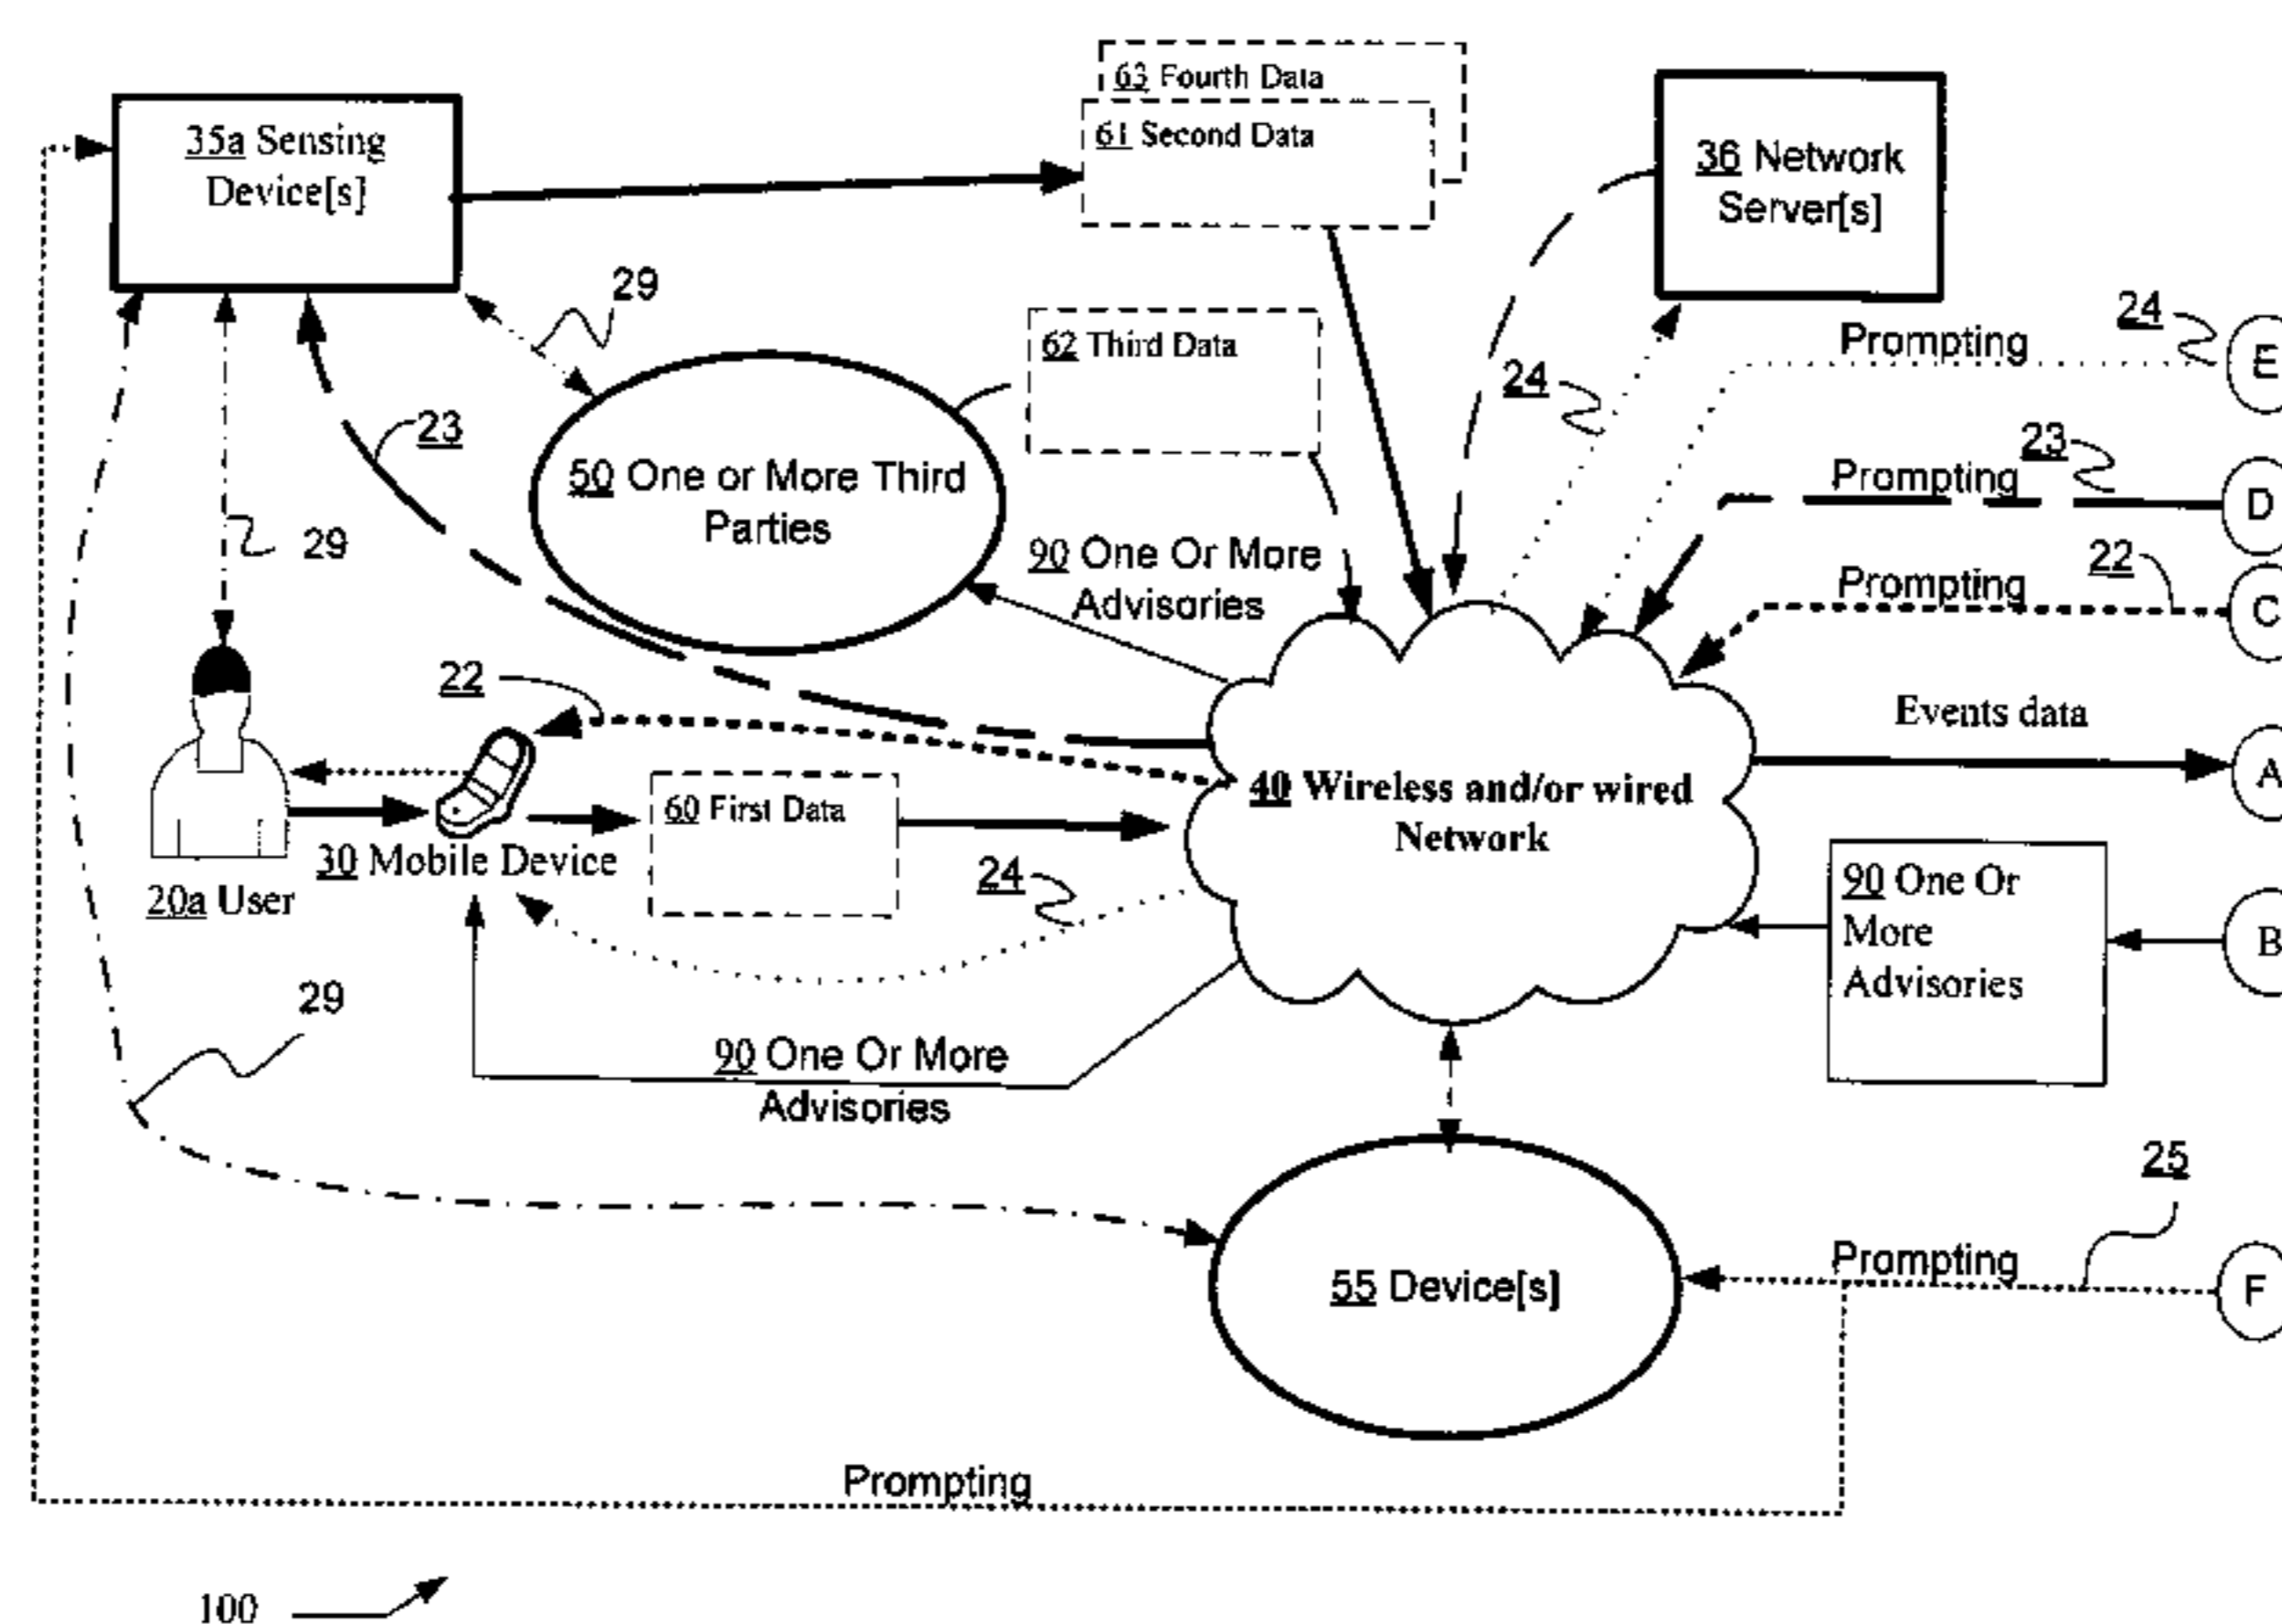 63 Fourth Data
61 Second Data
35a Sensing
Device[s]
36 Network
Server[s]
29
62 Third Data
24
24
Prompting
E
23
50 One or More Third
Parties
23
Prompting
D
29
90 One Or More
Advisories
22
Prompting
C
22
Events data
A
40 Wireless and/or wired
Network
60 First Data
30 Mobile Device
20a User
24
90 One Or
More
Advisories
B
29
90 One Or More
Advisories
25
Prompting
F
55 Device[s]
Prompting
100